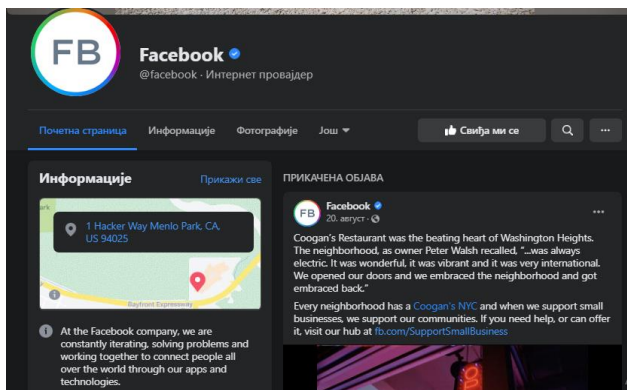 FB
Facebook
@facebook · Интернет провајдер
Почетна страница Информације Фотографије Још
Свиђа ми се
Информације Прикажи све
1 Hacker Way Menlo Park, CA,
US 94025
Bayfront Expressway
At the Facebook company, we are
constantly iterating, solving problems and
working together to connect people all
over the world through our apps and
technologies.
ПРИКАЧЕНА ОБЈАВА
FB
Facebook
20. август ·
Coogan's Restaurant was the beating heart of Washington Heights.
The neighborhood, as owner Peter Walsh recalled, "...was always
electric. It was wonderful, it was vibrant and it was very international.
We opened our doors and we embraced the neighborhood and got
embraced back."
Every neighborhood has a Coogan's NYC and when we support small
businesses, we support our communities. If you need help, or can offer
it, visit our hub at fb.com/SupportSmallBusiness